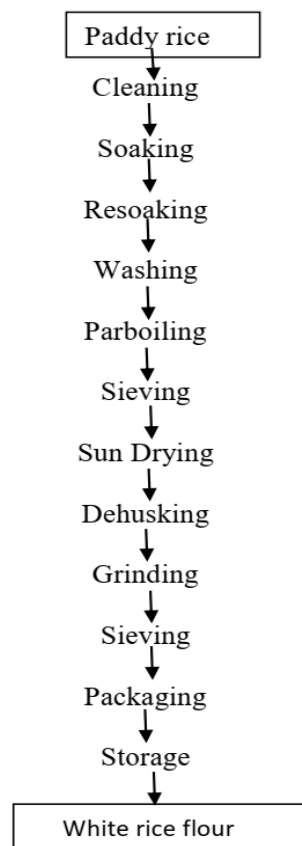 Paddy rice
Cleaning
Soaking
Resoaking
Washing
Parboiling
Sieving
Sun Drying
Dehusking
Grinding
Sieving
Packaging
Storage
White rice flour